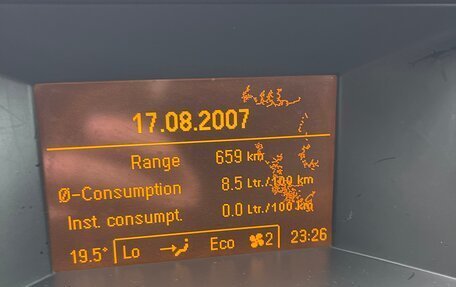 17.08.2007
Range 659 km
Ø-Consumption 8.5 Ltr./100 km
Inst. consumpt. 0.0 Ltr./100 km
19.5° Lo Eco 2 23:26